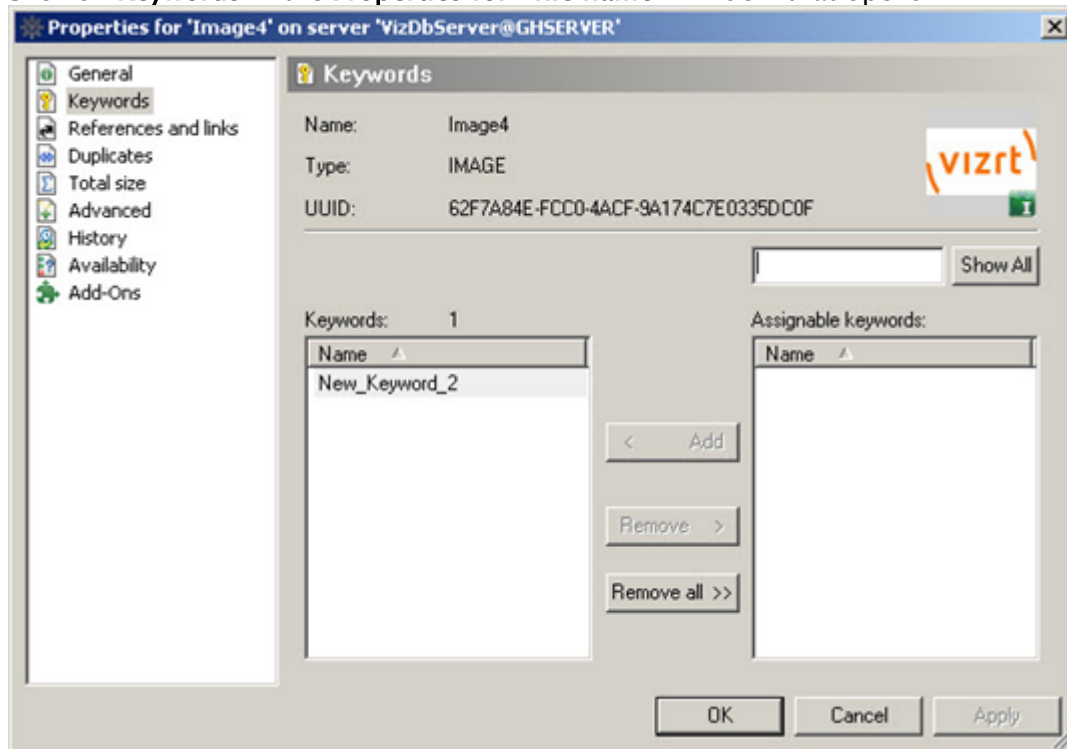 Properties for 'Image4' on server 'VizDbServer@GHSERVER'
General
Keywords
References and links
Duplicates
Total size
Advanced
History
Availability
Add-Ons
Keywords
Name: Image4
Type: IMAGE
UUID: 62F7A84E-FCC0-4ACF-9A174C7E0335DC0F
vizrt
I
Show All
Keywords: 1
Name
New_Keyword_2
< Add
Remove >
Remove all >>
Assignable keywords:
Name
OK
Cancel
Apply